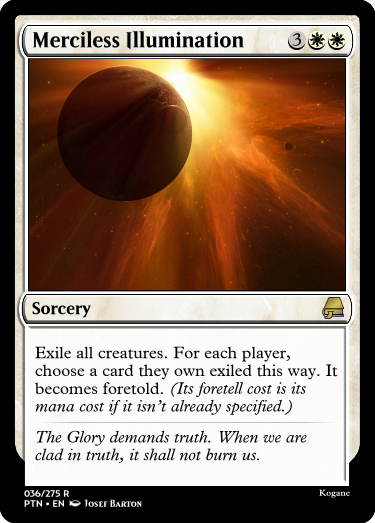 Merciless Illumination 3
Sorcery
Exile all creatures. For each player,
choose a card they own exiled this way. It
becomes foretold. (Its foretell cost is its
mana cost if it isn't already specified.)
The Glory demands truth. When we are
clad in truth, it shall not burn us.
036/275 R
Kogane
PTN • EN Josef Barton